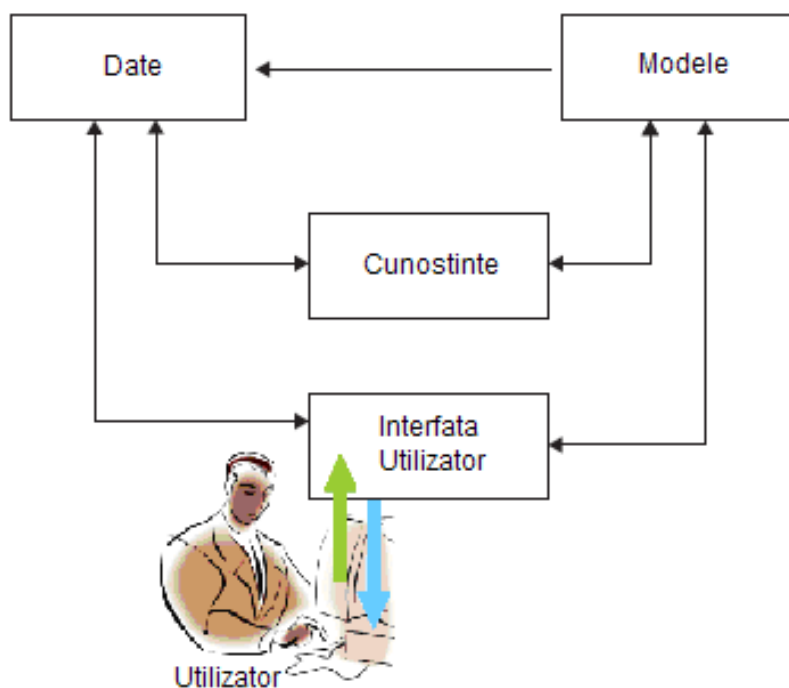 Date
Modele
Cunostinte
Interfata
Utilizator
Utilizator